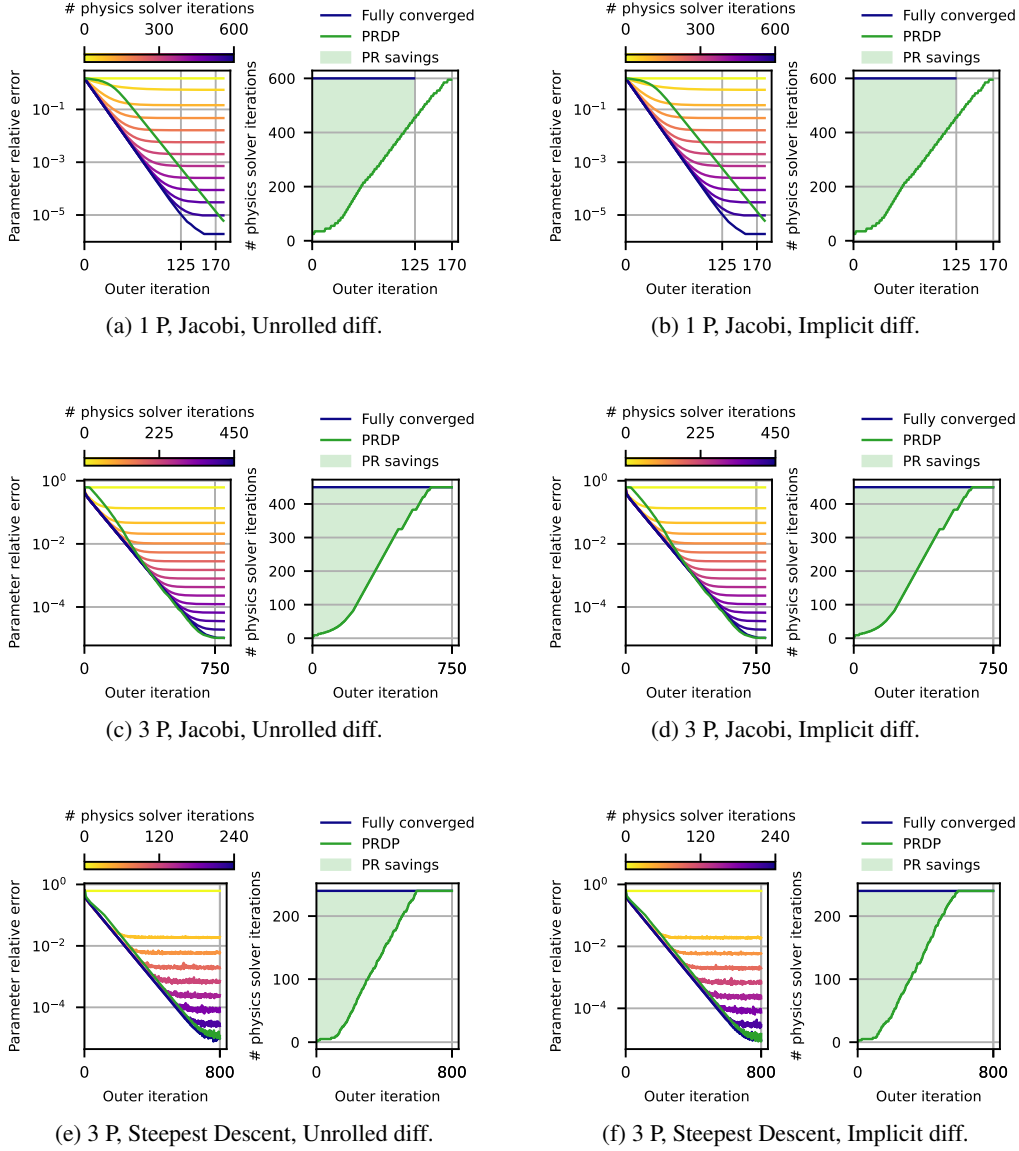 # physics solver iterations
0 300 600
Parameter relative error
10⁻¹
10⁻³
10⁻⁵
0 125 170
Outer iteration
Fully converged
PRDP
PR savings
# physics solver iterations
600
400
200
0
0 125 170
Outer iteration
(a) 1 P, Jacobi, Unrolled diff.
# physics solver iterations
0 300 600
Parameter relative error
10⁻¹
10⁻³
10⁻⁵
0 125 170
Outer iteration
Fully converged
PRDP
PR savings
# physics solver iterations
600
400
200
0
0 125 170
Outer iteration
(b) 1 P, Jacobi, Implicit diff.
# physics solver iterations
0 225 450
Parameter relative error
10⁰
10⁻²
10⁻⁴
0 750
Outer iteration
Fully converged
PRDP
PR savings
# physics solver iterations
400
300
200
100
0
0 750
Outer iteration
(c) 3 P, Jacobi, Unrolled diff.
# physics solver iterations
0 225 450
Parameter relative error
10⁰
10⁻²
10⁻⁴
0 750
Outer iteration
Fully converged
PRDP
PR savings
# physics solver iterations
400
300
200
100
0
0 750
Outer iteration
(d) 3 P, Jacobi, Implicit diff.
# physics solver iterations
0 120 240
Parameter relative error
10⁰
10⁻²
10⁻⁴
0 800
Outer iteration
Fully converged
PRDP
PR savings
# physics solver iterations
200
100
0
0 800
Outer iteration
(e) 3 P, Steepest Descent, Unrolled diff.
# physics solver iterations
0 120 240
Parameter relative error
10⁰
10⁻²
10⁻⁴
0 800
Outer iteration
Fully converged
PRDP
PR savings
# physics solver iterations
200
100
0
0 800
Outer iteration
(f) 3 P, Steepest Descent, Implicit diff.